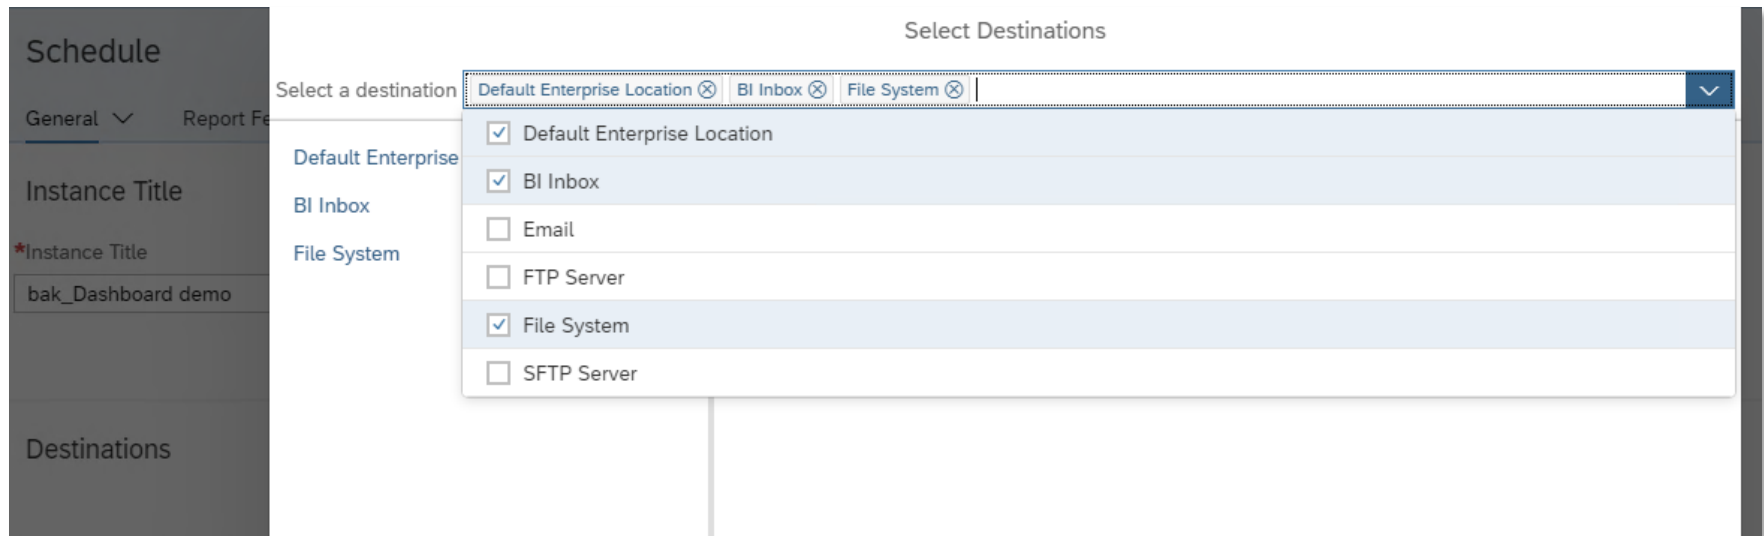 Select Destinations
Schedule
Select a destination Default Enterprise Location BI Inbox File System
General Report Fe
Default Enterprise
BI Inbox
File System
Default Enterprise Location
BI Inbox
Email
FTP Server
File System
SFTP Server
Instance Title
*Instance Title
bak_Dashboard demo
Destinations